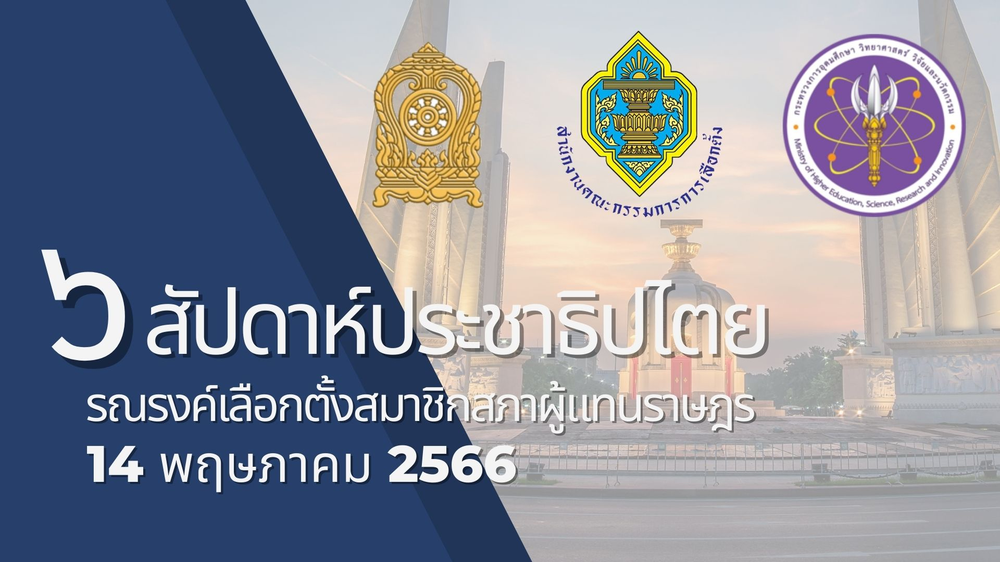 สำนักงานคณะกรรมการการเลือกตั้ง
กระทรวงการอุดมศึกษา วิทยาศาสตร์ วิจัยและนวัตกรรม
Ministry of Higher Education, Science, Research and Innovation
๖ สัปดาห์ประชาธิปไตย
รณรงค์เลือกตั้งสมาชิกสภาผู้แทนราษฎร
14 พฤษภาคม 2566